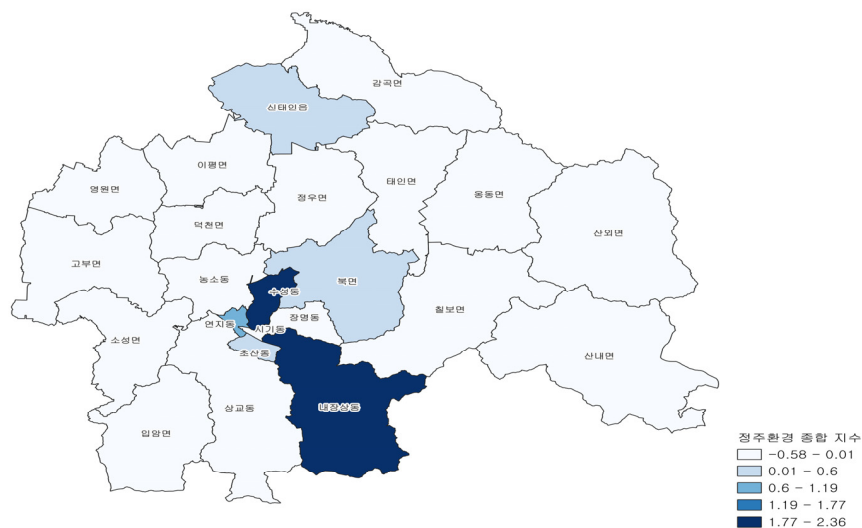 감곡면
신태인읍
이평면
태인면
영원면
정우면
옹동면
덕천면
산외면
고부면
농소동
북면
수성동
칠보면
장명동
연지동
시기동
소성면
초산동
산내면
내장상동
상교동
입암면
정주환경 종합 지수
-0.58 - 0.01
0.01 - 0.6
0.6 - 1.19
1.19 - 1.77
1.77 - 2.36